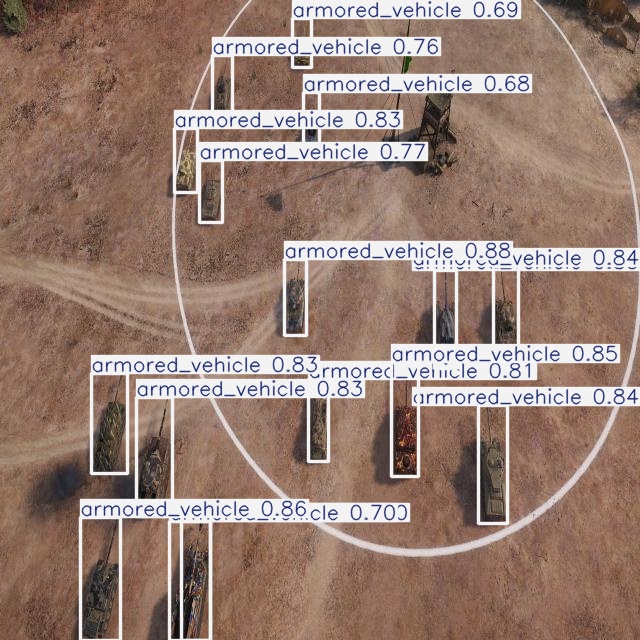 armored_vehicle 0.69
armored_vehicle 0.76
armored_vehicle 0.68
armored_vehicle 0.83
armored_vehicle 0.77
armored_vehicle 0.88
armored_vehicle 0.84
armored_vehicle 0.85
armored_vehicle 0.83
armored_vehicle 0.81
armored_vehicle 0.83
armored_vehicle 0.84
armored_vehicle 0.86